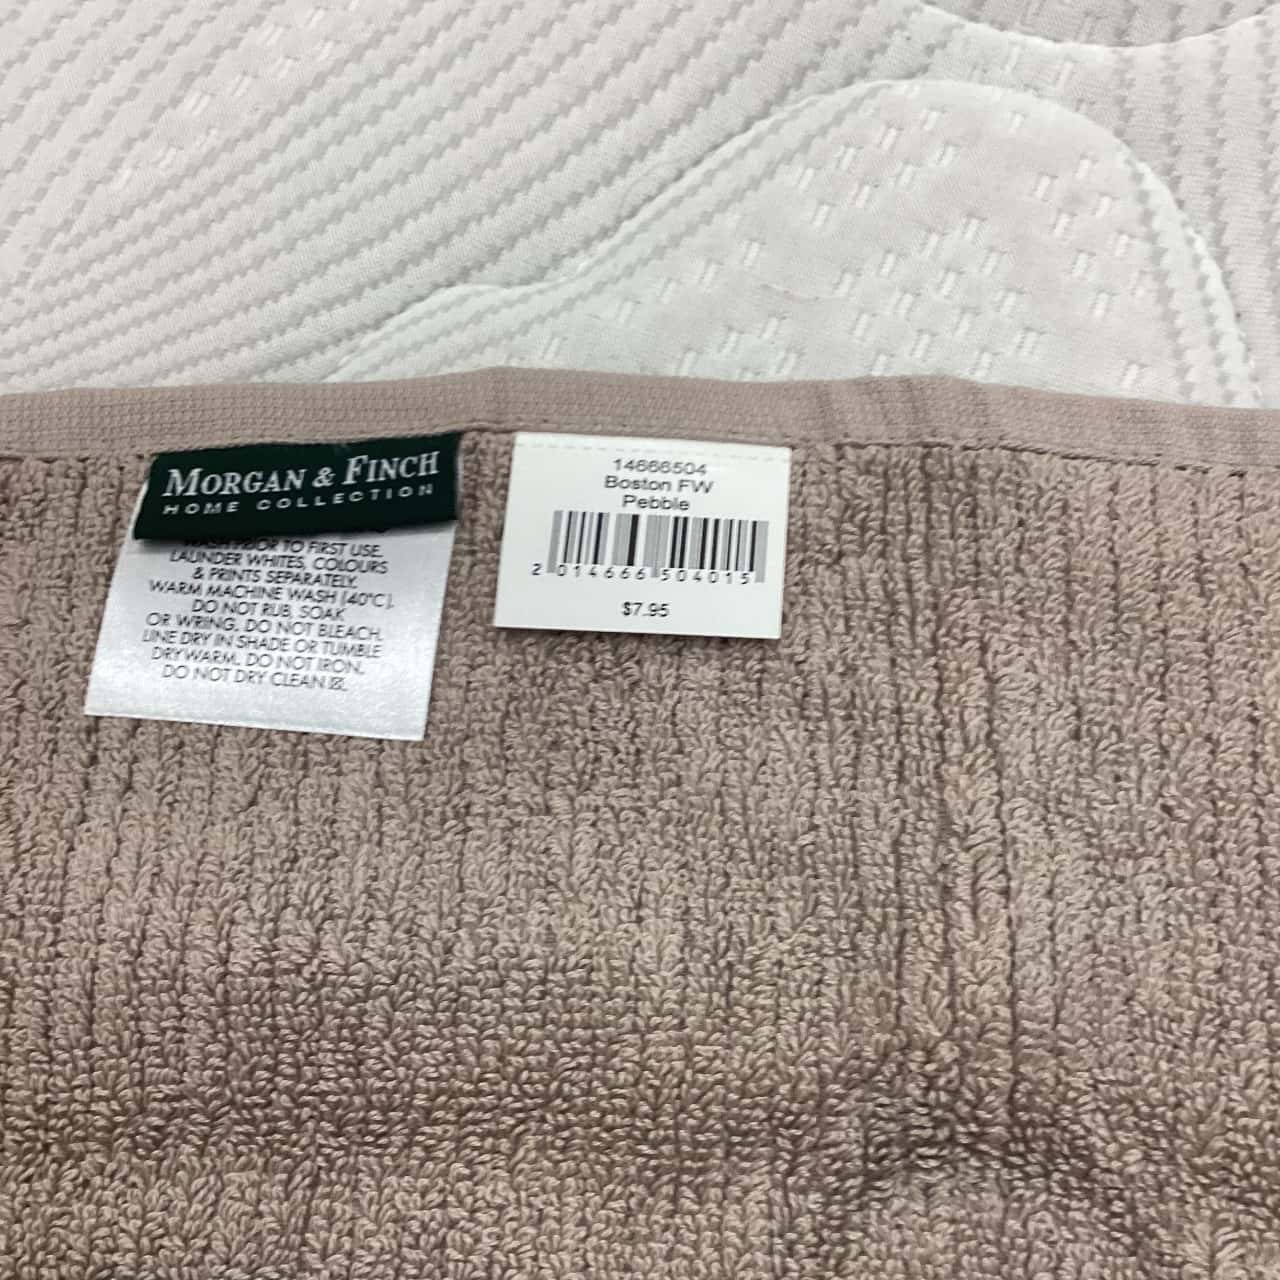 MORGAN & FINCH
HOME COLLECTION
WASH PRIOR TO FIRST USE.
LAUNDER WHITES, COLOURS
& PRINTS SEPARATELY.
WARM MACHINE WASH (40°C).
DO NOT RUB, SOAK
OR WRING. DO NOT BLEACH.
LINE DRY IN SHADE OR TUMBLE
DRY WARM. DO NOT IRON.
DO NOT DRY CLEAN
14666504
Boston FW
Pebble
2 014666 504015
$7.95